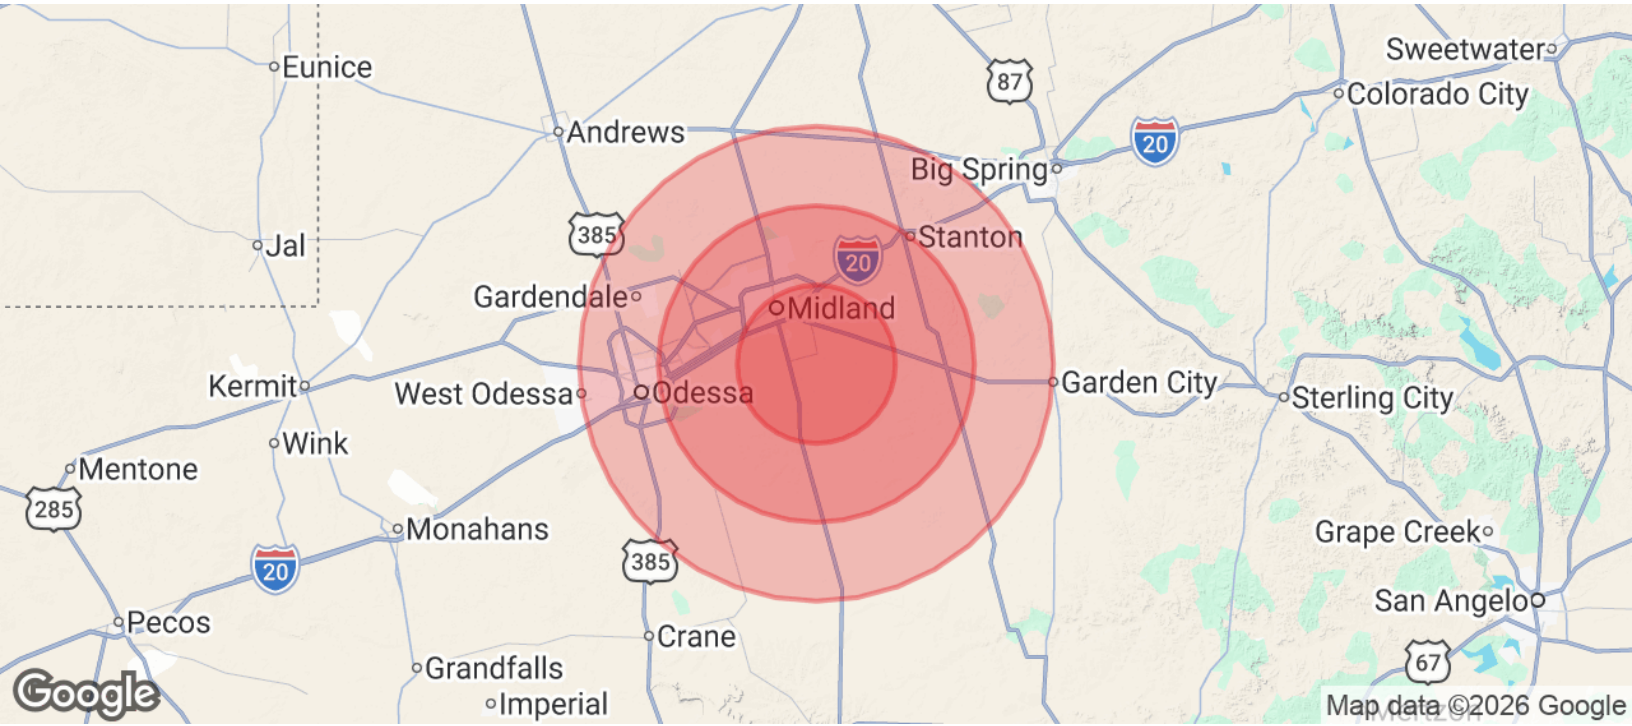 Sweetwater
Eunice
87
Colorado City
Andrews
20
Big Spring
385
Stanton
Jal
20
Gardendale
Midland
Kermit
West Odessa
Odessa
Garden City
Sterling City
Wink
Mentone
285
Monahans
Grape Creek
385
20
San Angelo
Pecos
Crane
67
Grandfalls
Imperial
Google
Map data ©2026 Google